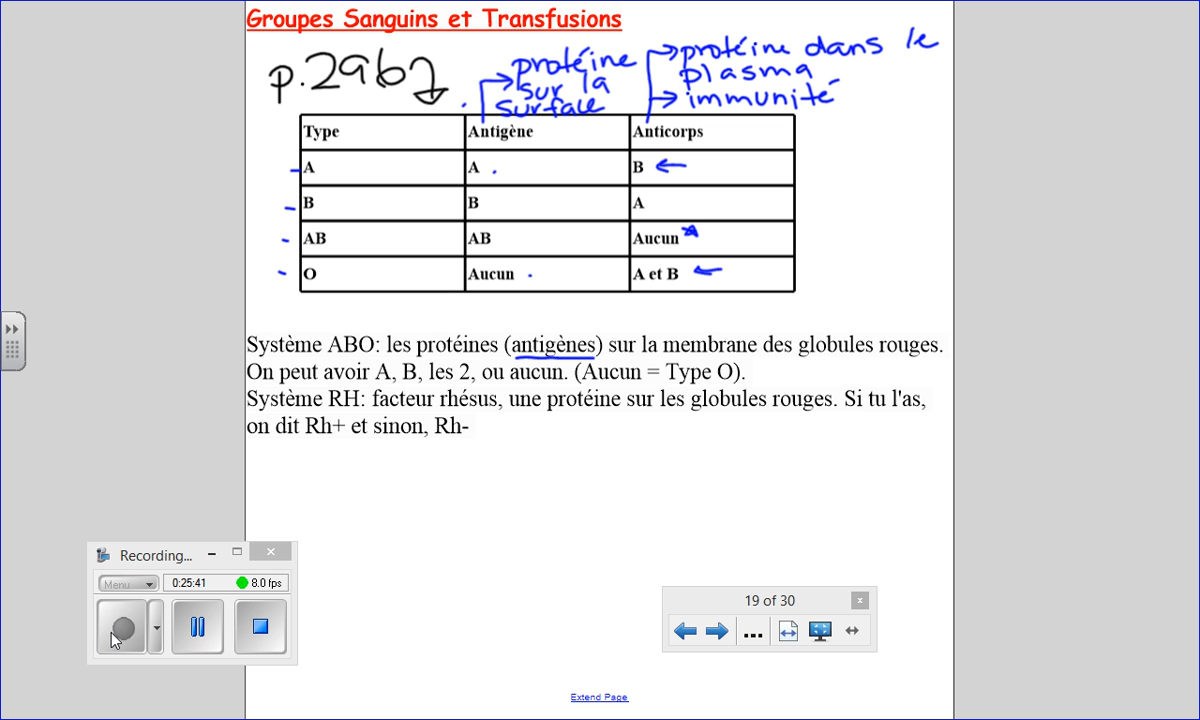 Groupes Sanguins et Transfusions
protéine dans le
plasma
immunité
protéine
sur la
surface
Type Antigène Anticorps
A A B
B B A
AB AB Aucun
O Aucun A et B
Système ABO: les protéines (antigènes) sur la membrane des globules rouges.
On peut avoir A, B, les 2, ou aucun. (Aucun = Type O).
Système RH: facteur rhésus, une protéine sur les globules rouges. Si tu l'as,
on dit Rh+ et sinon, Rh-
Recording...
Menu 0:25:41 8.0 fps
19 of 30
Extend Page